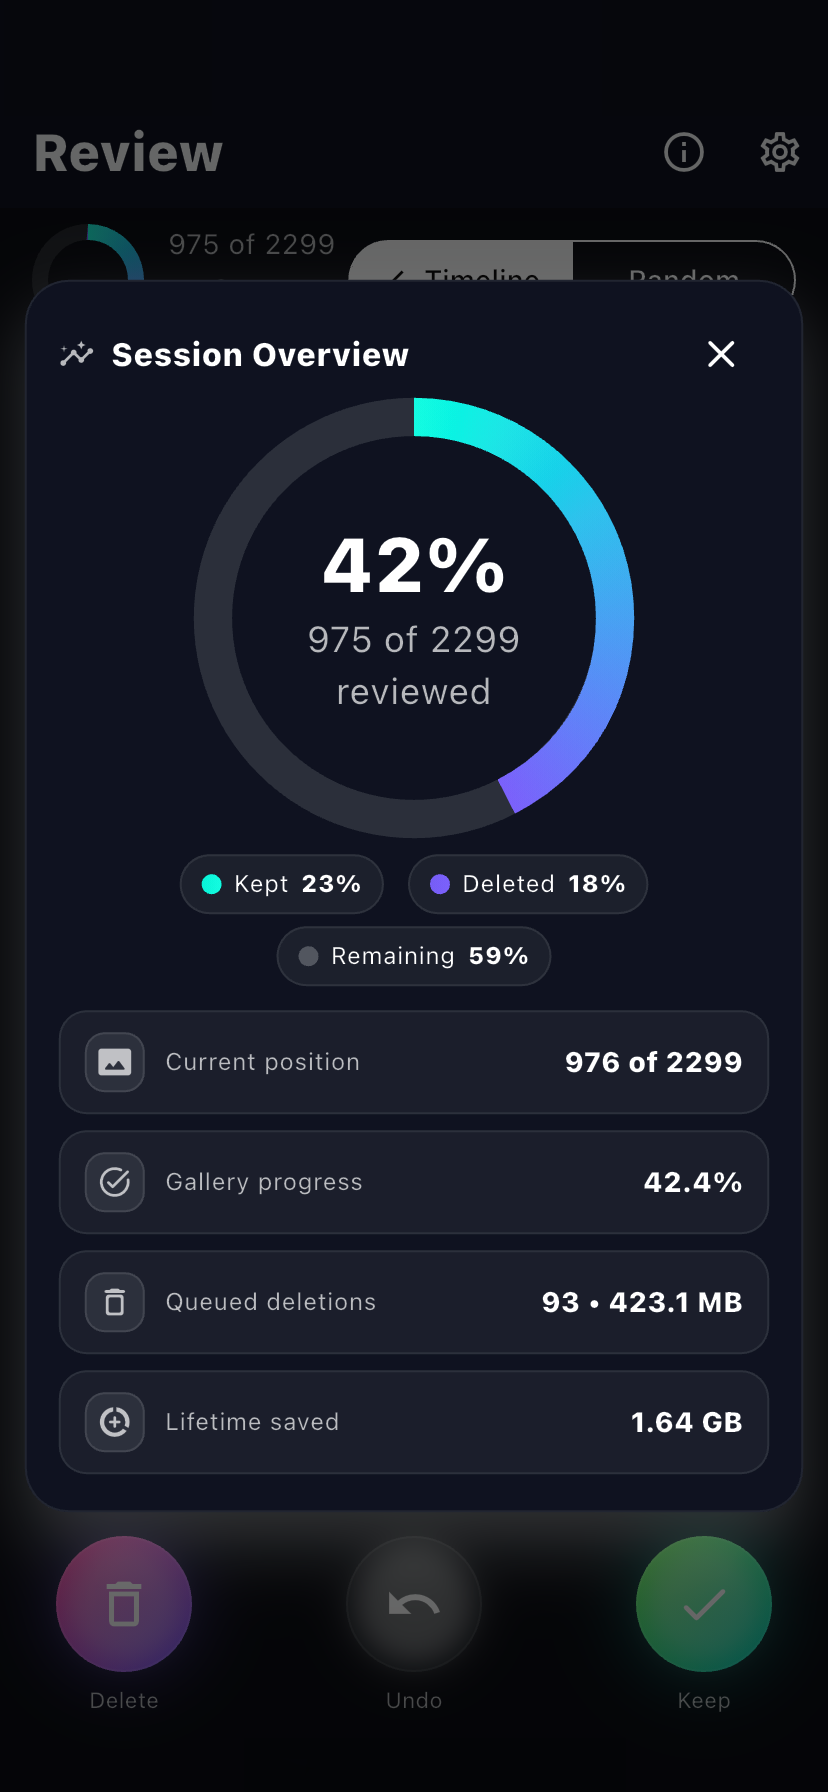 Review
975 of 2299
Timeline
Random
Session Overview
42%
975 of 2299
reviewed
Kept 23%
Deleted 18%
Remaining 59%
Current position 976 of 2299
Gallery progress 42.4%
Queued deletions 93 • 423.1 MB
Lifetime saved 1.64 GB
Delete
Undo
Keep